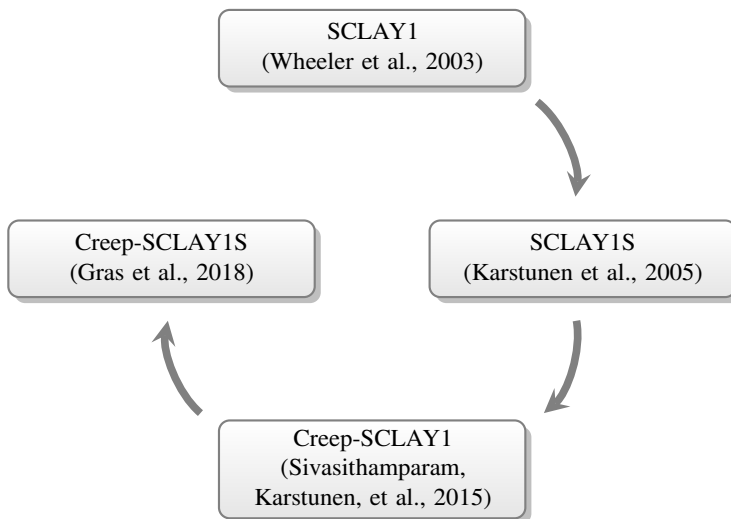 SCLAY1
(Wheeler et al., 2003)
SCLAY1S
(Karstunen et al., 2005)
Creep-SCLAY1
(Sivasithamparam,
Karstunen, et al., 2015)
Creep-SCLAY1S
(Gras et al., 2018)